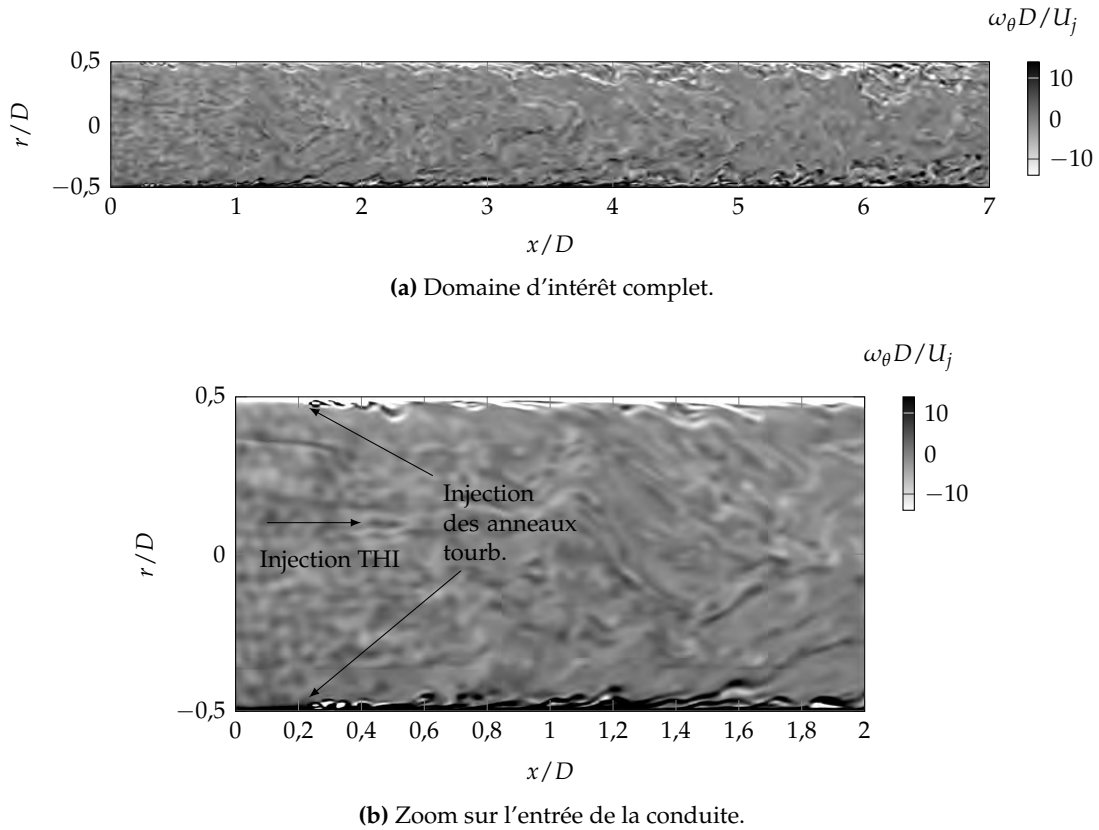 ω_θ D/U_j
0,5
0
−0,5
r/D
10
−10
0 1 2 3 4 5 6 7
x/D
(a) Domaine d'intérêt complet.
ω_θ D/U_j
0,5
0
−0,5
r/D
10
0
−10
Injection
des anneaux
tourb.
Injection THI
0 0,2 0,4 0,6 0,8 1 1,2 1,4 1,6 1,8 2
x/D
(b) Zoom sur l'entrée de la conduite.